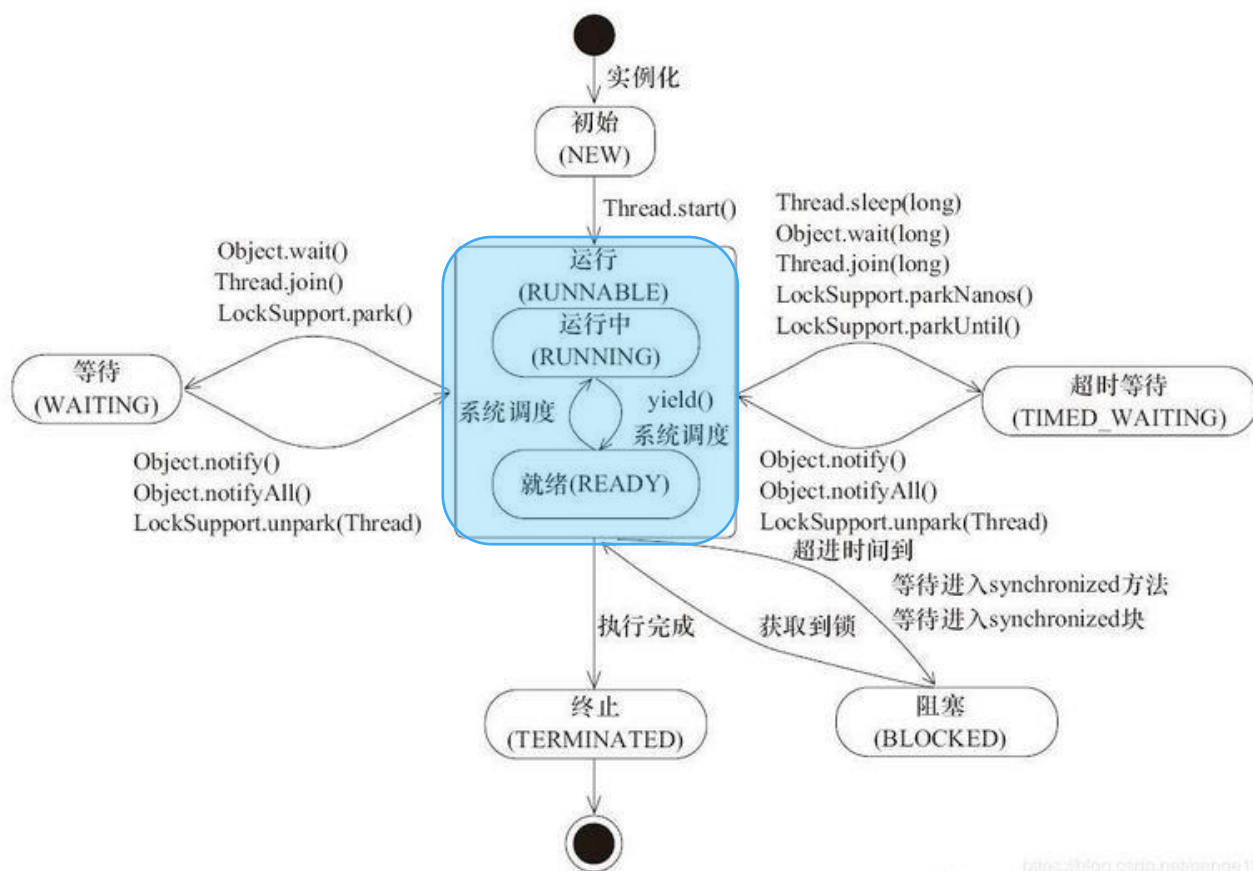 实例化
初始
(NEW)
Thread.start()
Object.wait()
Thread.join()
LockSupport.park()
运行
(RUNNABLE)
运行中
(RUNNING)
系统调度
yield()
系统调度
就绪(READY)
Thread.sleep(long)
Object.wait(long)
Thread.join(long)
LockSupport.parkNanos()
LockSupport.parkUntil()
等待
(WAITING)
超时等待
(TIMED_WAITING)
Object.notify()
Object.notifyAll()
LockSupport.unpark(Thread)
Object.notify()
Object.notifyAll()
LockSupport.unpark(Thread)
超进时间到
等待进入synchronized方法
等待进入synchronized块
执行完成
获取到锁
终止
(TERMINATED)
阻塞
(BLOCKED)